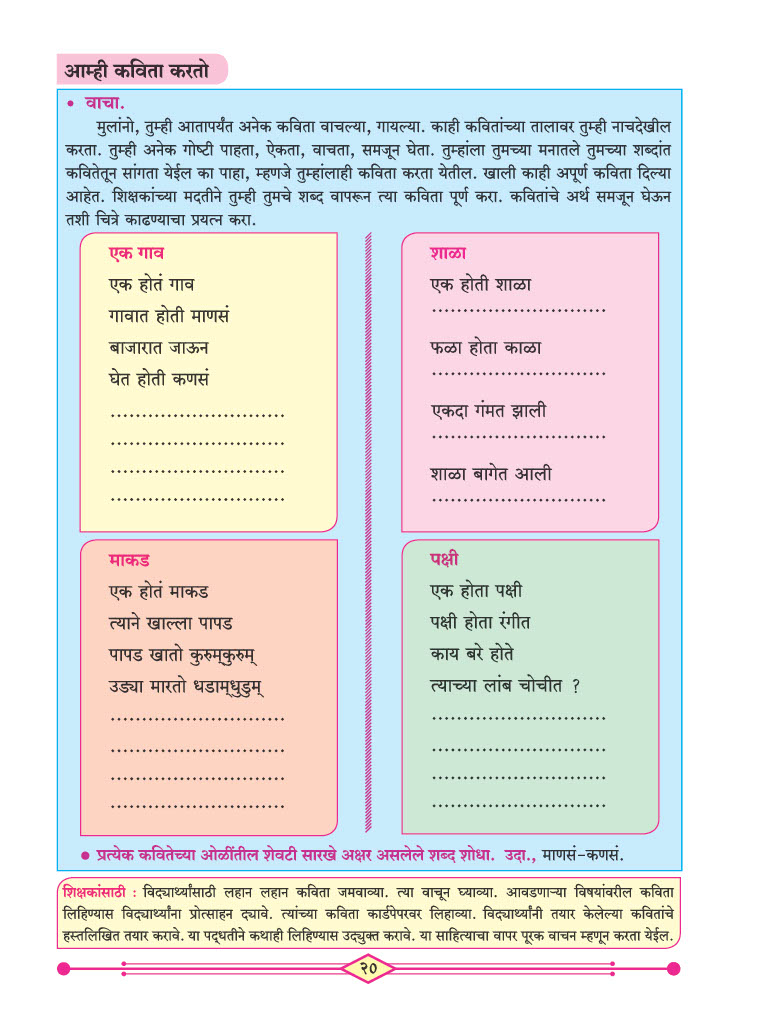 आम्ही कविता करतो
• वाचा.
मुलांनो, तुम्ही आतापर्यंत अनेक कविता वाचल्या, गायल्या. काही कवितांच्या तालावर तुम्ही नाचदेखील
करता. तुम्ही अनेक गोष्टी पाहता, ऐकता, वाचता, समजून घेता. तुम्हांला तुमच्या मनातले तुमच्या शब्दांत
कवितेतून सांगता येईल का पाहा, म्हणजे तुम्हांलाही कविता करता येतील. खाली काही अपूर्ण कविता दिल्या
आहेत. शिक्षकांच्या मदतीने तुम्ही तुमचे शब्द वापरून त्या कविता पूर्ण करा. कवितांचे अर्थ समजून घेऊन
तशी चित्रे काढण्याचा प्रयत्न करा.
एक गाव
एक होतं गाव
गावात होती माणसं
बाजारात जाऊन
घेत होती कणसं
............................
............................
............................
............................
शाळा
एक होती शाळा
............................
फळा होता काळा
............................
एकदा गंमत झाली
............................
शाळा बागेत आली
............................
माकड
एक होतं माकड
त्याने खाल्ला पापड
पापड खातो कुरुम्‌कुरुम्
उड्या मारतो धडाम्‌धुडुम्
............................
............................
............................
............................
पक्षी
एक होता पक्षी
पक्षी होता रंगीत
काय बरे होते
त्याच्या लांब चोचीत ?
............................
............................
............................
............................
• प्रत्येक कवितेच्या ओळींतील शेवटी सारखे अक्षर असलेले शब्द शोधा. उदा., माणसं-कणसं.
शिक्षकांसाठी : विद्यार्थ्यांसाठी लहान लहान कविता जमवाव्या. त्या वाचून घ्याव्या. आवडणाऱ्या विषयांवरील कविता
लिहिण्यास विद्यार्थ्यांना प्रोत्साहन द्यावे. त्यांच्या कविता कार्डपेपरवर लिहाव्या. विद्यार्थ्यांनी तयार केलेल्या कवितांचे
हस्तलिखित तयार करावे. या पद्धतीने कथाही लिहिण्यास उद्युक्त करावे. या साहित्याचा वापर पूरक वाचन म्हणून करता येईल.
२०